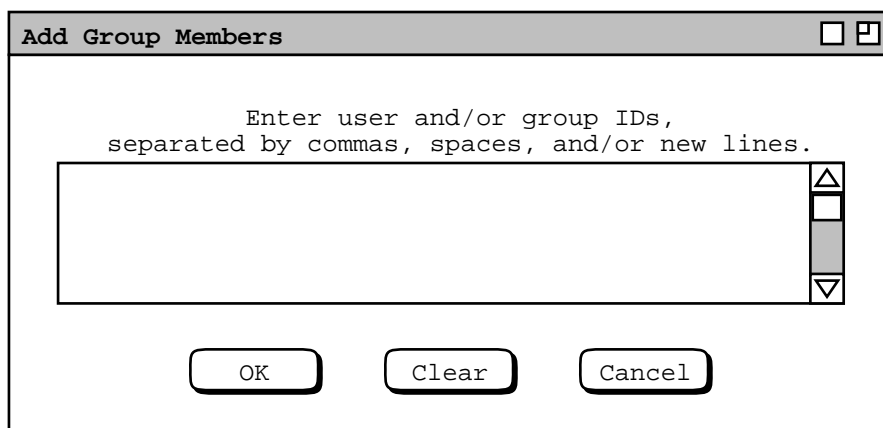 Add Group Members
Enter user and/or group IDs,
separated by commas, spaces, and/or new lines.
OK Clear Cancel